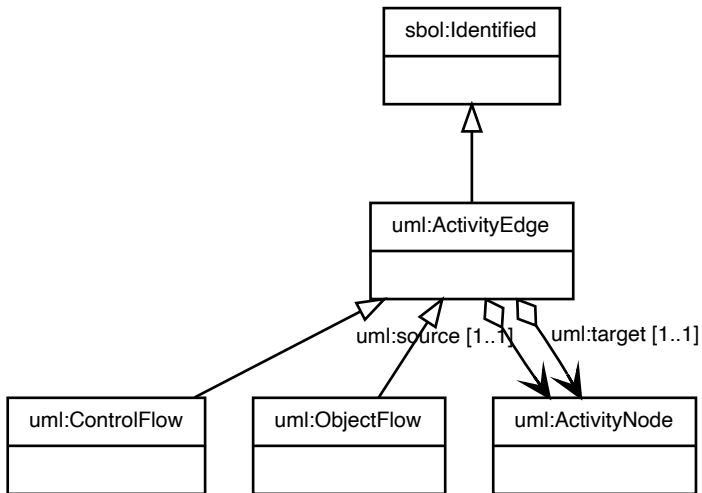 sbol:Identified
uml:ActivityEdge
uml:source [1..1]
uml:target [1..1]
uml:ControlFlow
uml:ObjectFlow
uml:ActivityNode